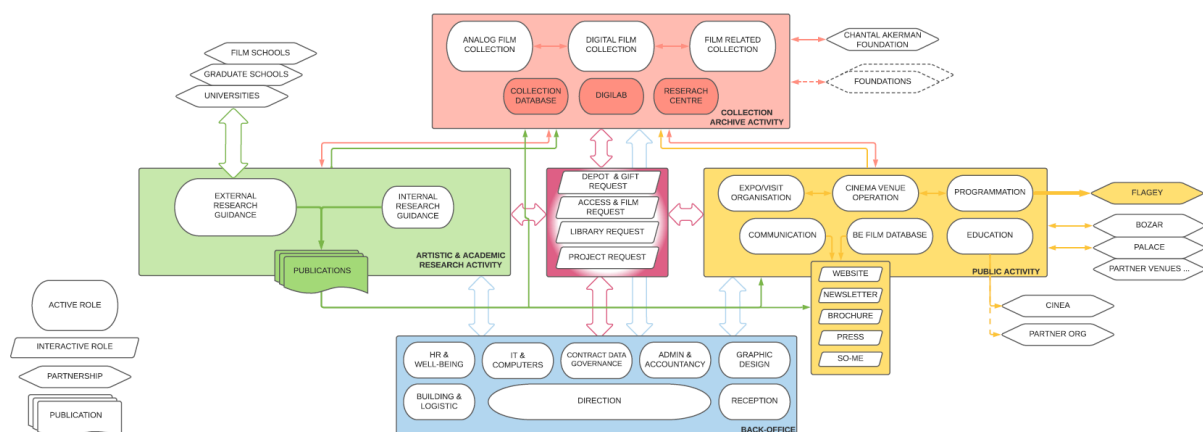 ANALOG FILM
COLLECTION
DIGITAL FILM
COLLECTION
FILM RELATED
COLLECTION
COLLECTION
DATABASE
DIGILAB
RESERACH
CENTRE
COLLECTION
ARCHIVE ACTIVITY
CHANTAL AKERMAN
FOUNDATION
FOUNDATIONS
FILM SCHOOLS
GRADUATE SCHOOLS
UNIVERSITIES
EXTERNAL
RESEARCH
GUIDANCE
INTERNAL
RESEARCH
GUIDANCE
PUBLICATIONS
ARTISTIC & ACADEMIC
RESEARCH ACTIVITY
DEPOT & GIFT
REQUEST
ACCESS & FILM
REQUEST
LIBRARY REQUEST
PROJECT REQUEST
EXPO/VISIT
ORGANISATION
CINEMA VENUE
OPERATION
PROGRAMMATION
COMMUNICATION
BE FILM DATABASE
EDUCATION
PUBLIC ACTIVITY
FLAGEY
BOZAR
PALACE
PARTNER VENUES ...
WEBSITE
NEWSLETTER
BROCHURE
PRESS
SO-ME
CINEA
PARTNER ORG
ACTIVE ROLE
INTERACTIVE ROLE
PARTNERSHIP
PUBLICATION
HR &
WELL-BEING
IT &
COMPUTERS
CONTRACT DATA
GOVERNANCE
ADMIN &
ACCOUNTANCY
GRAPHIC
DESIGN
BUILDING &
LOGISTIC
DIRECTION
RECEPTION
BACK-OFFICE